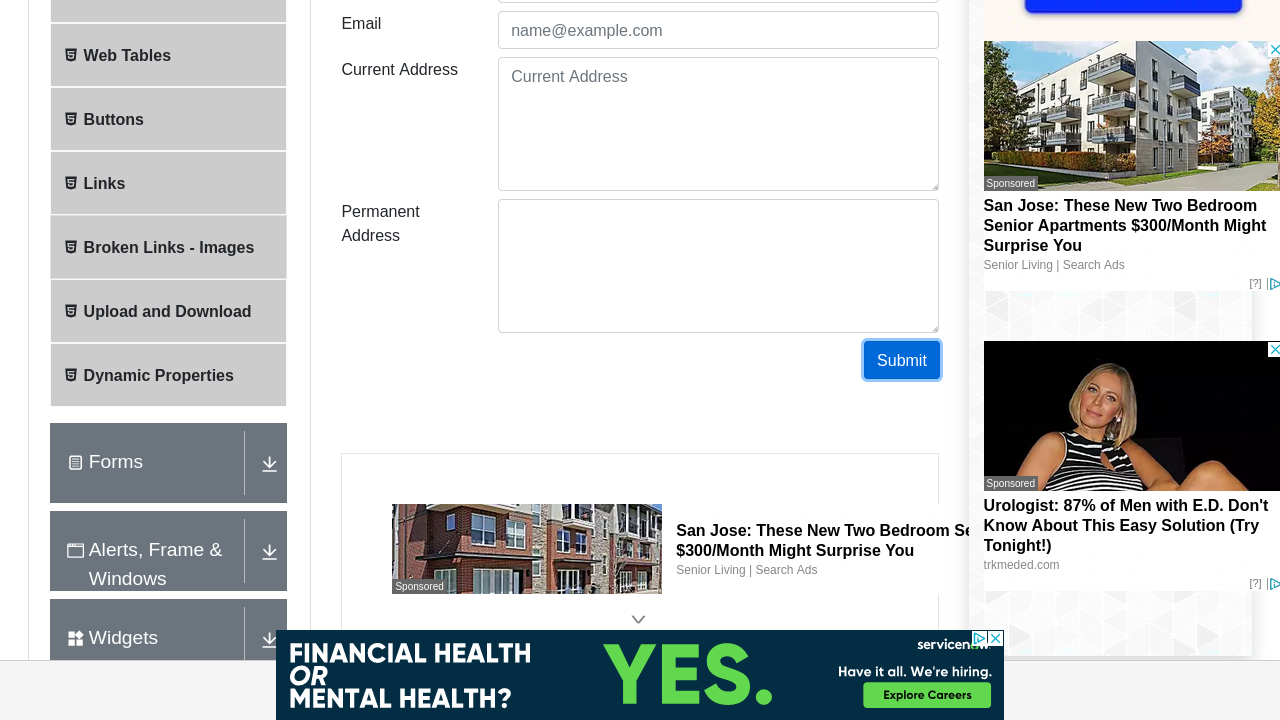 Email
name@example.com
Web Tables
Current Address
Current Address
Buttons
Links
Permanent
Address
Broken Links - Images
Upload and Download
Submit
Dynamic Properties
Forms
Alerts, Frame &
Windows
Widgets
Sponsored
San Jose: These New Two Bedroom Se
$300/Month Might Surprise You
Senior Living | Search Ads
Sponsored
San Jose: These New Two Bedroom
Senior Apartments $300/Month Might
Surprise You
Senior Living | Search Ads
[?]
Sponsored
Urologist: 87% of Men with E.D. Don't
Know About This Easy Solution (Try
Tonight!)
trkmeded.com
[?]
FINANCIAL HEALTH
OR
MENTAL HEALTH?
YES.
servicenow
Have it all. We're hiring.
Explore Careers